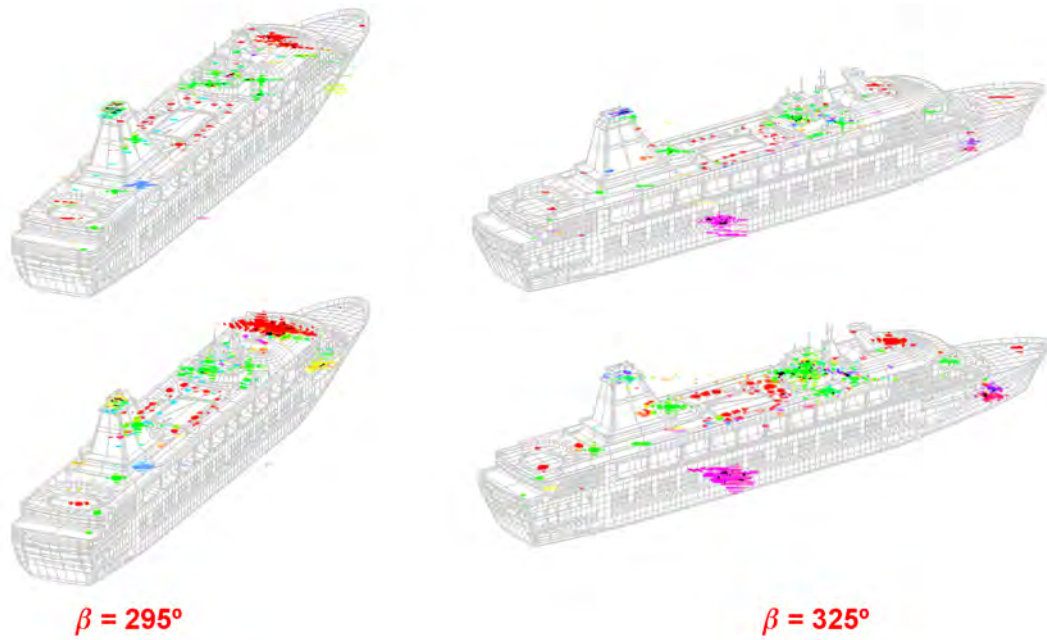 β = 295º
β = 325º